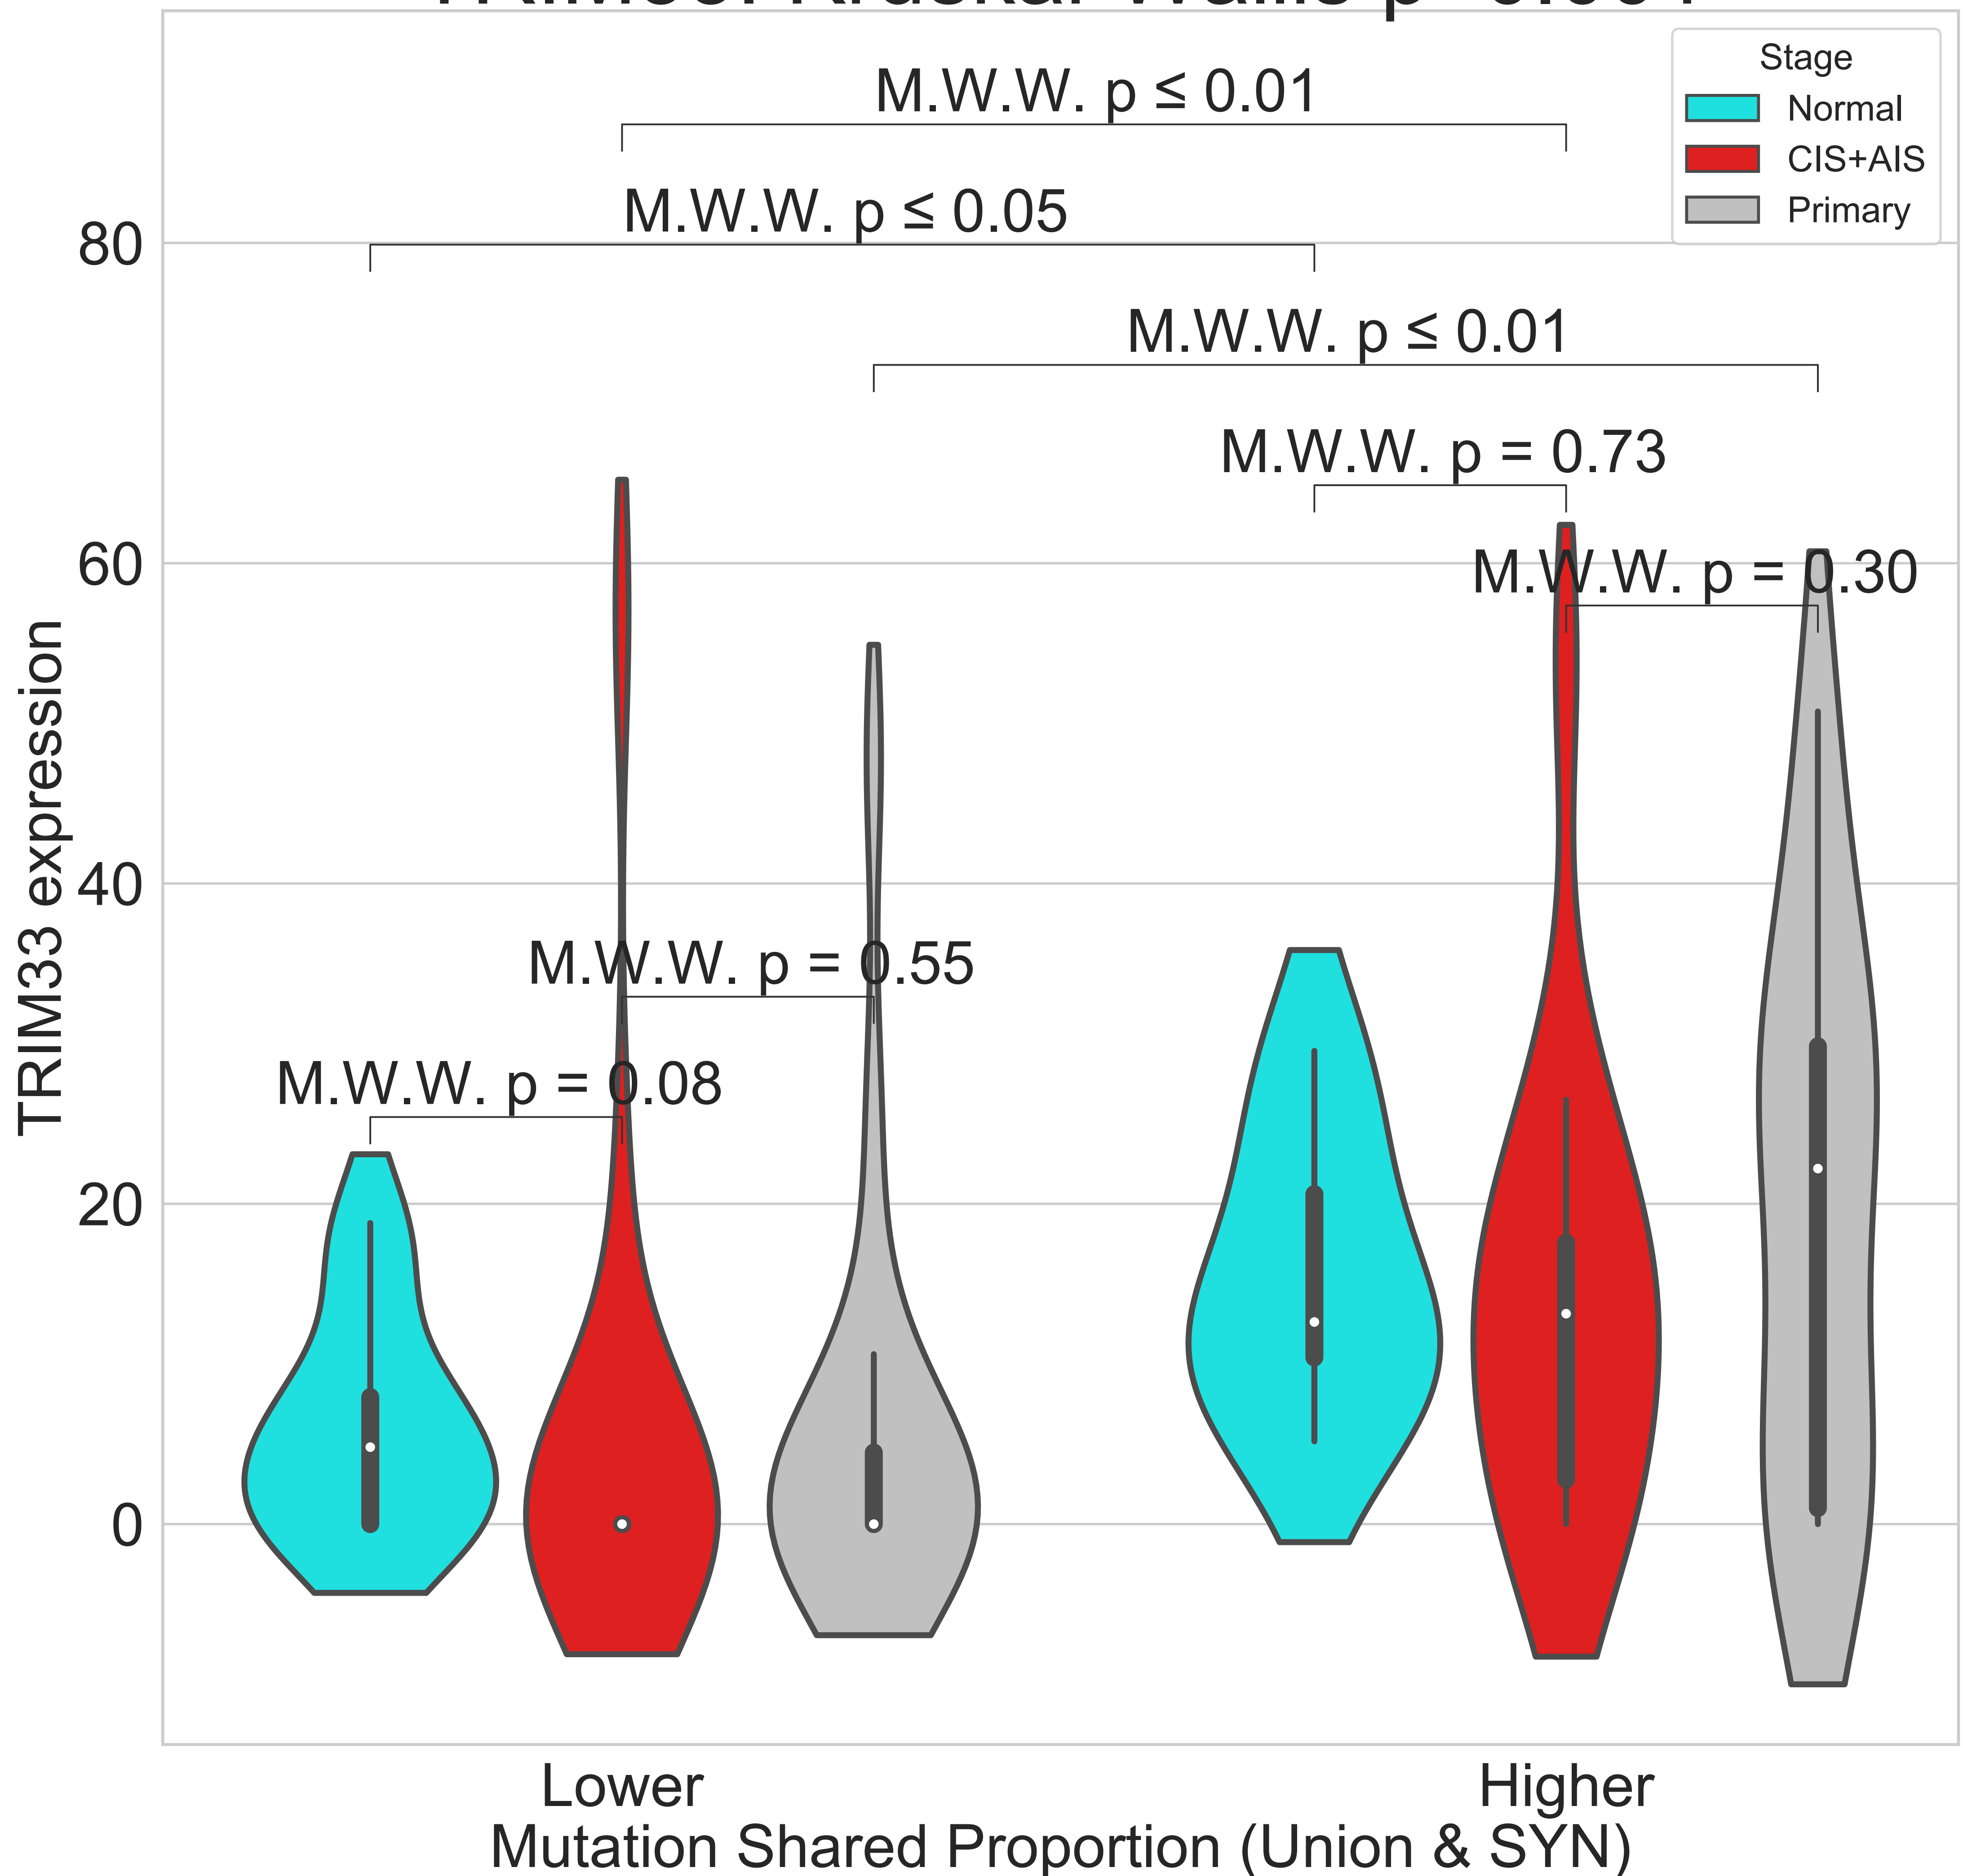 M.W.W. p ≤ 0.01
Stage
Normal
CIS+AIS
Primary
M.W.W. p ≤ 0.05
M.W.W. p ≤ 0.01
M.W.W. p = 0.73
M.W.W. p = 0.30
M.W.W. p = 0.55
M.W.W. p = 0.08
80
60
40
20
0
TRIM33 expression
Lower
Higher
Mutation Shared Proportion (Union & SYN)